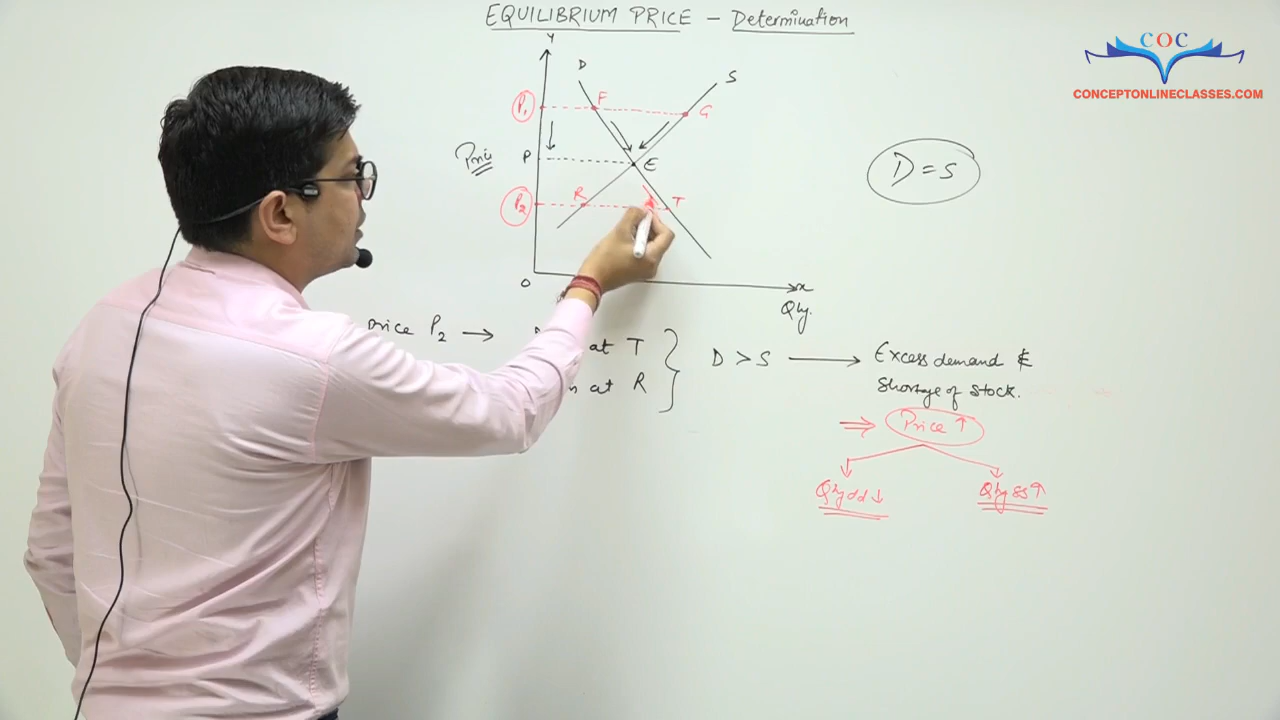 EQUILIBRIUM PRICE – Determination
COC
CONCEPTONLINECLASSES.COM
Y
D
S
P1
F
G
Price
P
E
D = S
P2
R
T
O
x
Qty.
price P2 →
at T
D > S → Excess demand &
at R
Shortage of stock.
⇒ Price ↑
Qty dd ↓
Qty ss ↑